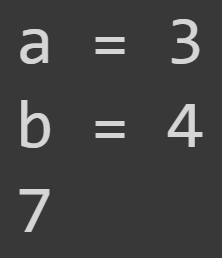 a = 3
b = 4
7